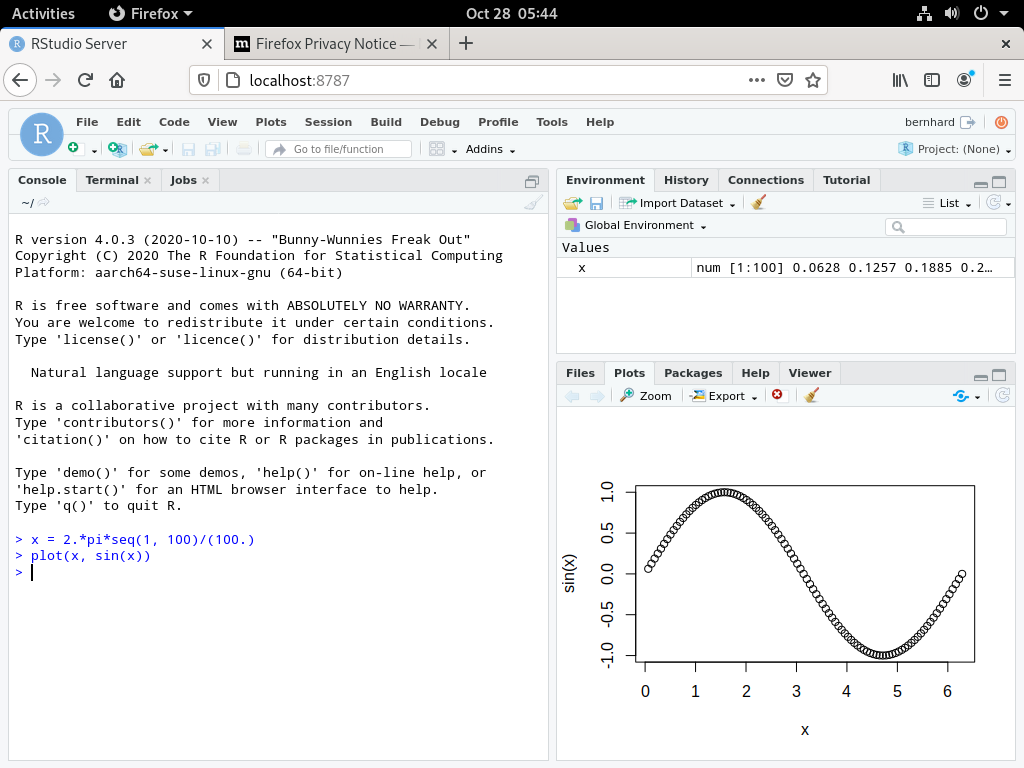 Activities Firefox Oct 28 05:44
RStudio Server Firefox Privacy Notice —
localhost:8787
File Edit Code View Plots Session Build Debug Profile Tools Help bernhard
Go to file/function Addins Project: (None)
Console Terminal Jobs
~/
R version 4.0.3 (2020-10-10) -- "Bunny-Wunnies Freak Out"
Copyright (C) 2020 The R Foundation for Statistical Computing
Platform: aarch64-suse-linux-gnu (64-bit)
R is free software and comes with ABSOLUTELY NO WARRANTY.
You are welcome to redistribute it under certain conditions.
Type 'license()' or 'licence()' for distribution details.
Natural language support but running in an English locale
R is a collaborative project with many contributors.
Type 'contributors()' for more information and
'citation()' on how to cite R or R packages in publications.
Type 'demo()' for some demos, 'help()' for on-line help, or
'help.start()' for an HTML browser interface to help.
Type 'q()' to quit R.
> x = 2.*pi*seq(1, 100)/(100.)
> plot(x, sin(x))
>
Environment History Connections Tutorial
Import Dataset List
Global Environment
Values
x num [1:100] 0.0628 0.1257 0.1885 0.2…
Files Plots Packages Help Viewer
Zoom Export
sin(x)
1.0
0.5
0.0
-0.5
-1.0
0 1 2 3 4 5 6
x